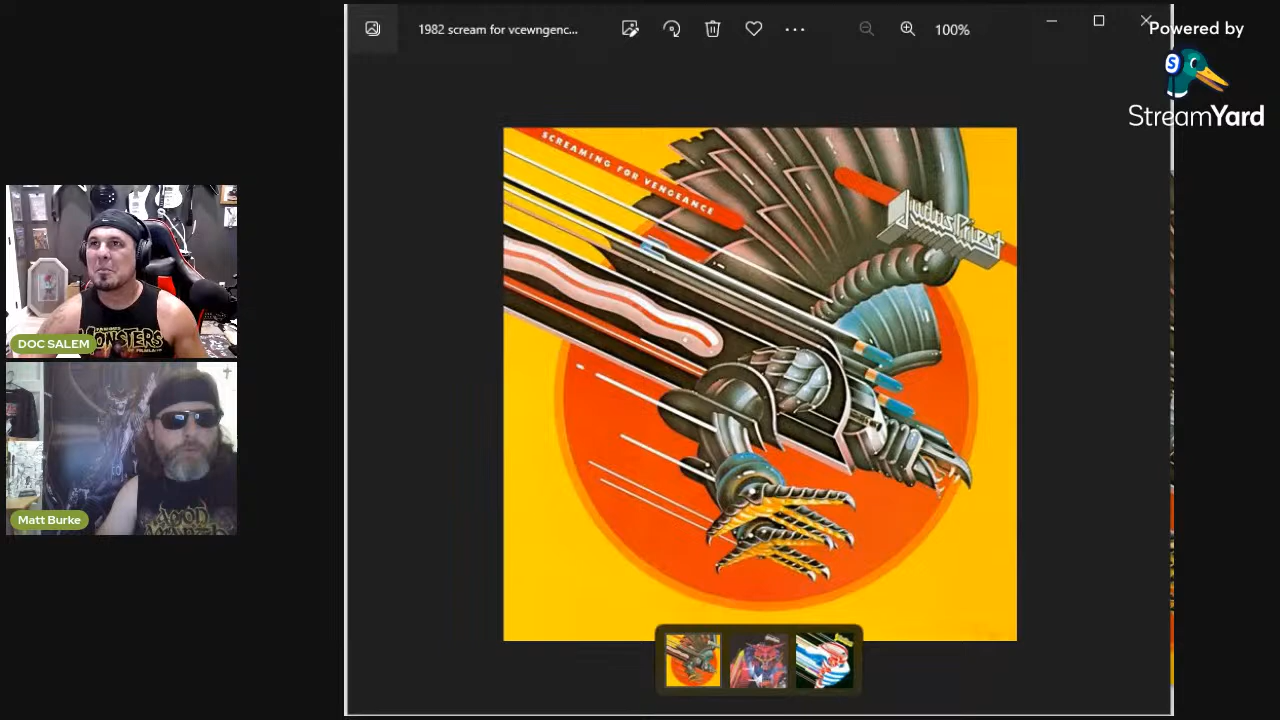 1982 scream for vcewngenc...
100%
Powered by
S
StreamYard
SCREAMING FOR VENGEANCE
Judas Priest
MONSTERS
DOC SALEM
Matt Burke